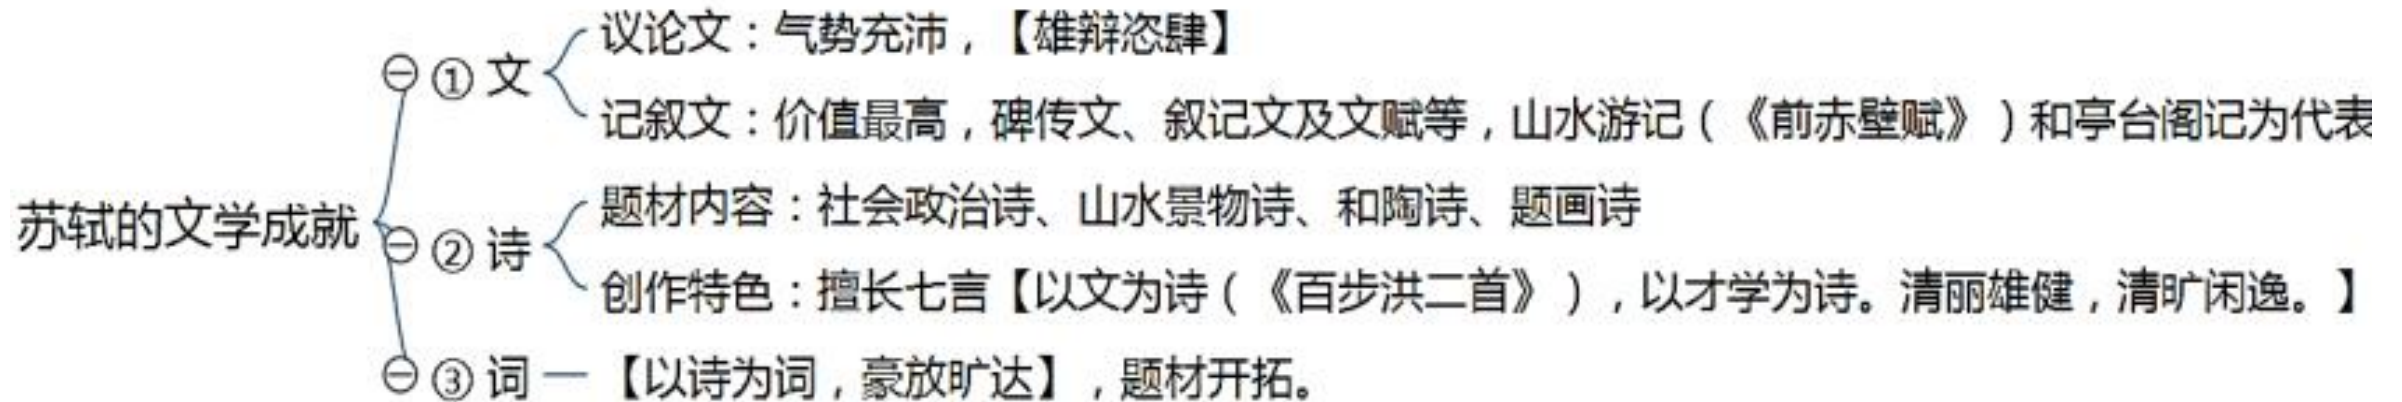 苏轼的文学成就
① 文
议论文：气势充沛，【雄辩恣肆】
记叙文：价值最高，碑传文、叙记文及文赋等，山水游记（《前赤壁赋》）和亭台阁记为代表
② 诗
题材内容：社会政治诗、山水景物诗、和陶诗、题画诗
创作特色：擅长七言【以文为诗（《百步洪二首》），以才学为诗。清丽雄健，清旷闲逸。】
③ 词
【以诗为词，豪放旷达】，题材开拓。